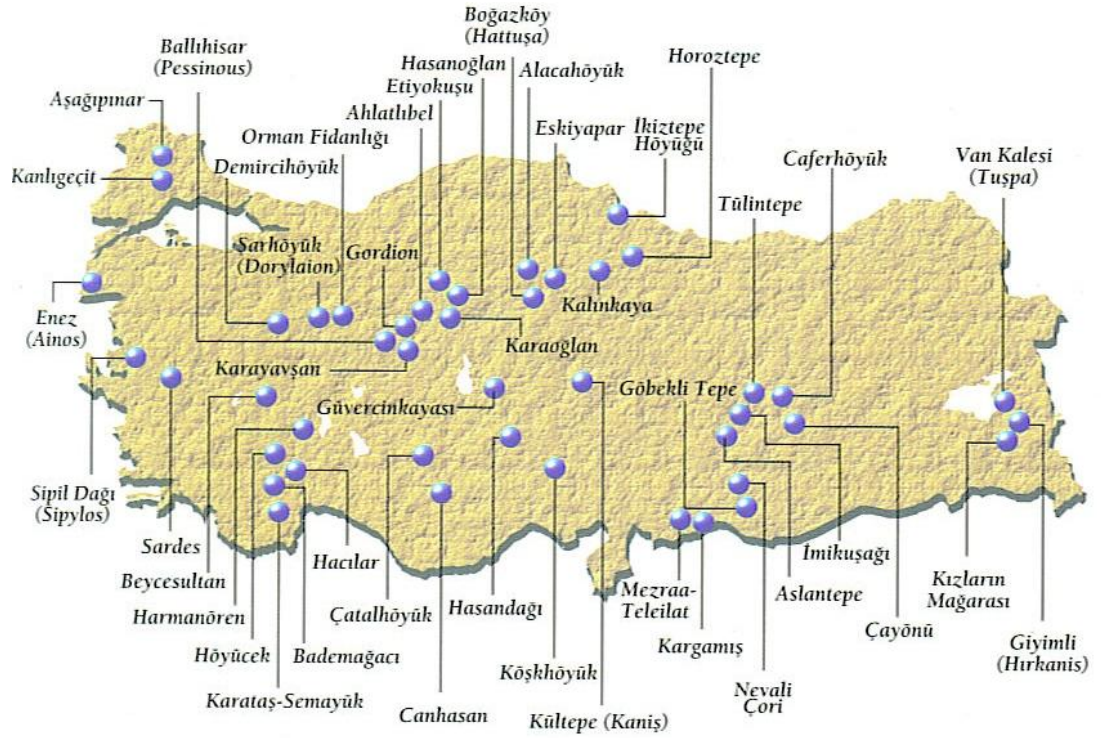 Boğazköy
(Hattuşa)
Ballıhisar
(Pessinous)
Hasanoğlan
Etiyokuşu
Alacahöyük
Horoztepe
Aşağıpınar
Ahlatlıbel
Orman Fidanlığı
Eskiyapar
İkiztepe
Höyüğü
Demircihöyük
Caferhöyük
Van Kalesi
(Tuşpa)
Kanlıgeçit
Tülintepe
Şarhöyük
(Dorylaion)
Gordion
Kalınkaya
Enez
(Ainos)
Karaoğlan
Karayavşan
Göbekli Tepe
Güvercinkayası
Sipil Dağı
(Sipylos)
Sardes
Hacılar
İmikuşağı
Beycesultan
Mezraa-
Teleilat
Aslantepe
Kızların
Mağarası
Harmanören
Çatalhöyük
Hasandağı
Çayönü
Kargamış
Giyimli
(Hırkanis)
Höyücek
Bademağacı
Köşkhöyük
Nevali
Çori
Karataş-Semayük
Canhasan
Kültepe (Kaniş)